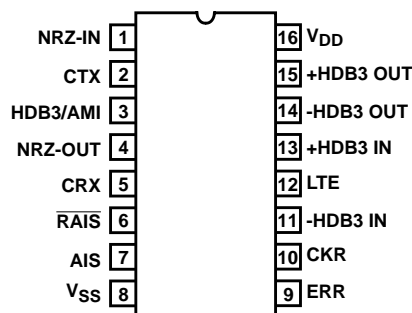 NRZ-IN 1 16 VDD
CTX 2 15 +HDB3 OUT
HDB3/AMI 3 14 -HDB3 OUT
NRZ-OUT 4 13 +HDB3 IN
CRX 5 12 LTE
RAIS 6 11 -HDB3 IN
AIS 7 10 CKR
VSS 8 9 ERR